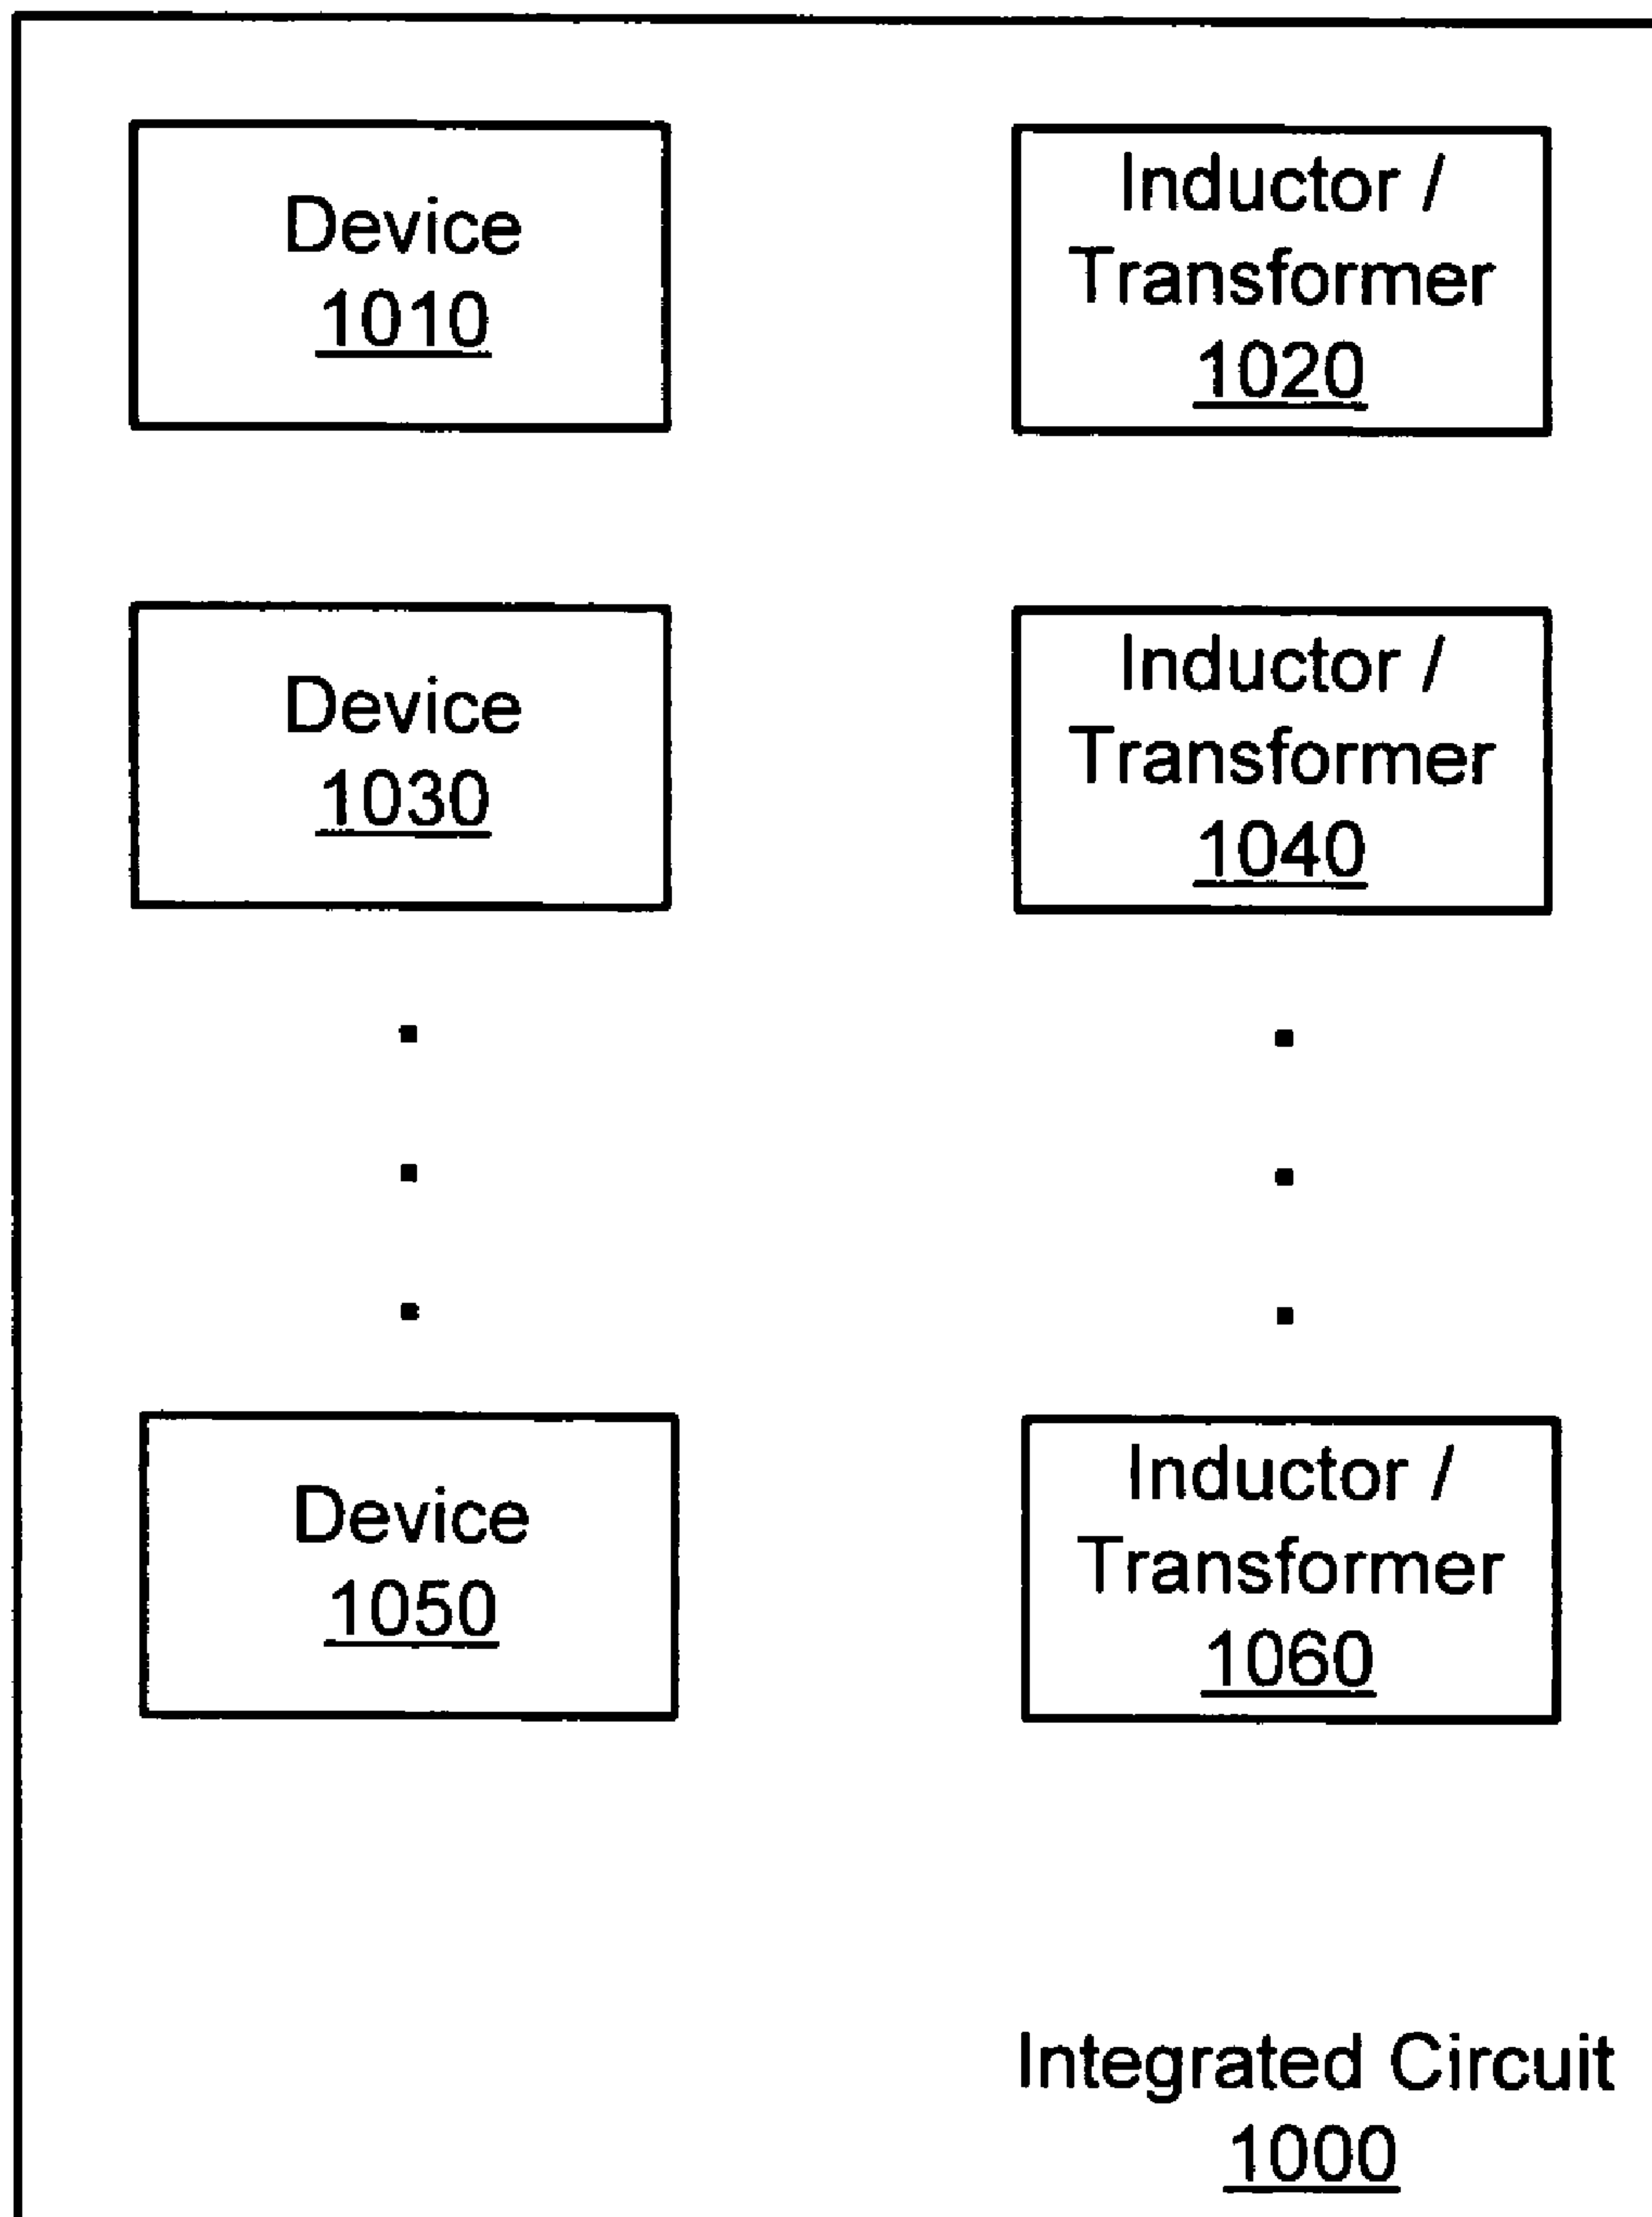 Device
1010
Inductor /
Transformer
1020
Device
1030
Inductor /
Transformer
1040
Device
1050
Inductor /
Transformer
1060
Integrated Circuit
1000